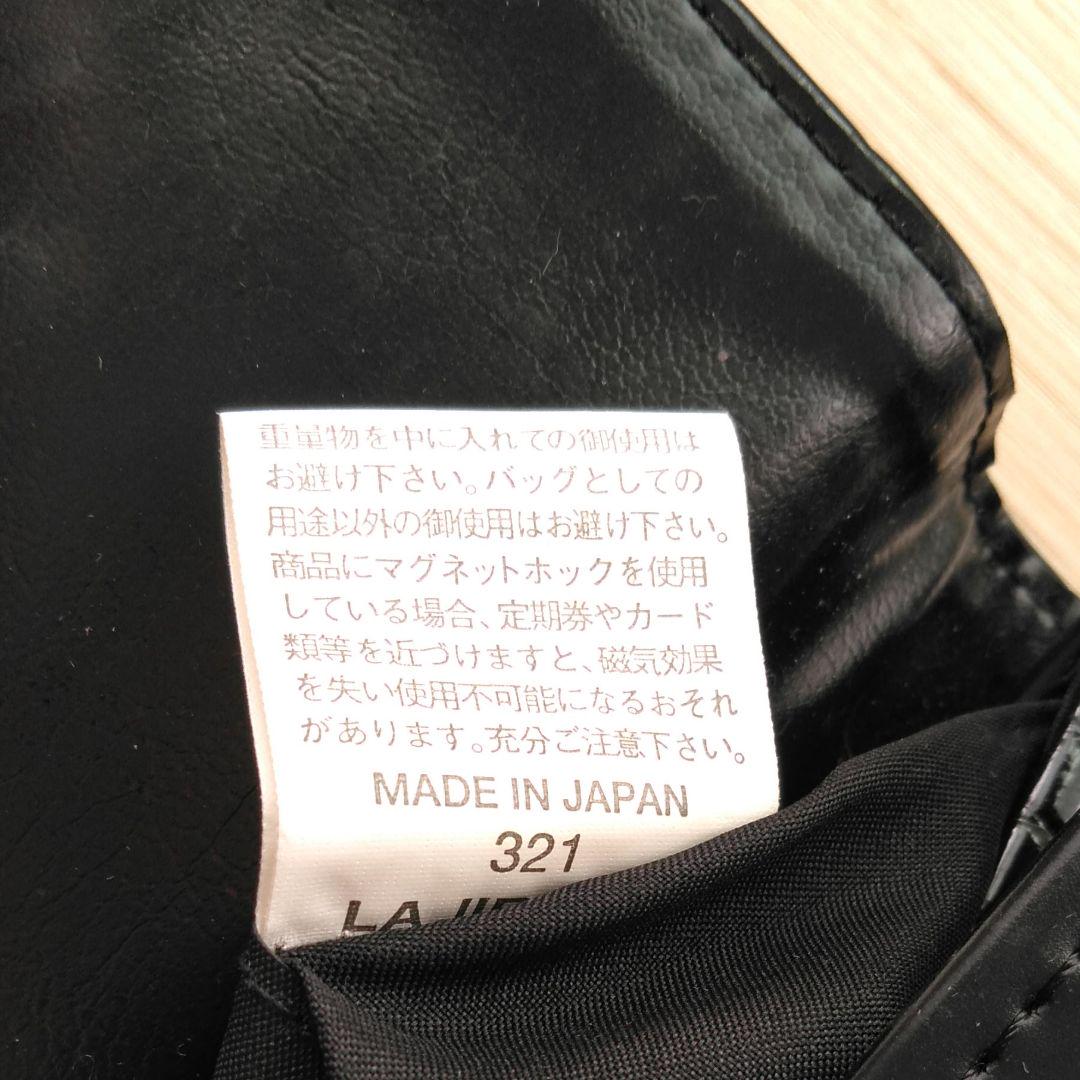 重量物を中に入れての御使用は
お避け下さい。バッグとしての
用途以外の御使用はお避け下さい。
商品にマグネットホックを使用
している場合、定期券やカード
類等を近づけますと、磁気効果
を失い使用不可能になるおそれ
があります。充分ご注意下さい。
MADE IN JAPAN
321
LA